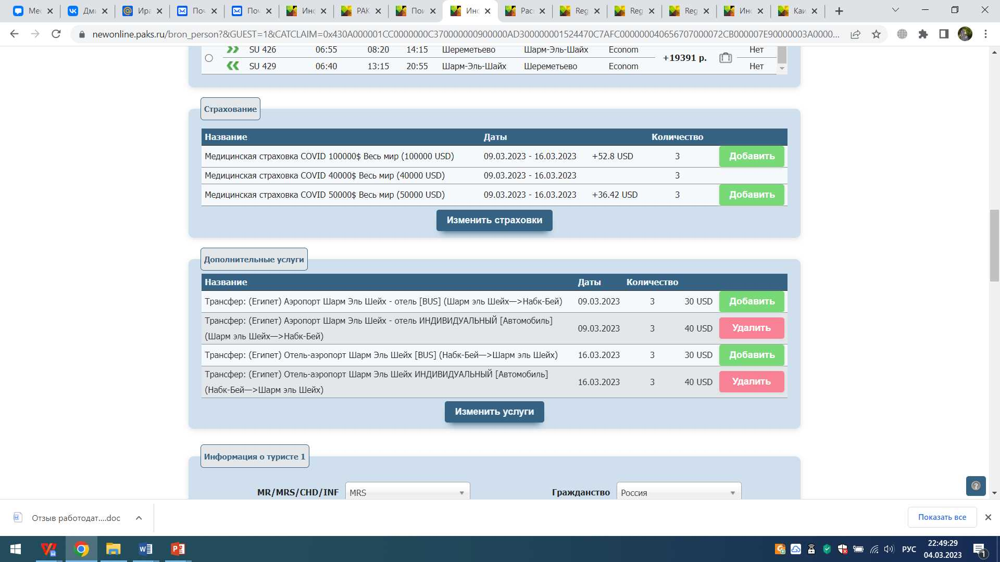 Мес
Дми
Ира
Поч
Поч
Инс
PAK
Пои
Инс
Рас
Reg
Reg
Reg
Инс
Каи
newonline.paks.ru/bron_person?&GUEST=1&CATCLAIM=0x430A000001CC0000000C370000000900000AD300000001524470C7AFC000000040656707000072CB000007E90000003A0000...
SU 426 06:55 08:20 14:15 Шереметьево Шарм-Эль-Шайх Econom Нет
+19391 р.
SU 429 06:40 13:15 20:55 Шарм-Эль-Шайх Шереметьево Econom Нет
Страхование
Название Даты Количество
Медицинская страховка COVID 100000$ Весь мир (100000 USD) 09.03.2023 - 16.03.2023 +52.8 USD 3 Добавить
Медицинская страховка COVID 40000$ Весь мир (40000 USD) 09.03.2023 - 16.03.2023 3
Медицинская страховка COVID 50000$ Весь мир (50000 USD) 09.03.2023 - 16.03.2023 +36.42 USD 3 Добавить
Изменить страховки
Дополнительные услуги
Название Даты Количество
Трансфер: (Египет) Аэропорт Шарм Эль Шейх - отель [BUS] (Шарм эль Шейх—>Набк-Бей) 09.03.2023 3 30 USD Добавить
Трансфер: (Египет) Аэропорт Шарм Эль Шейх - отель ИНДИВИДУАЛЬНЫЙ [Автомобиль]
(Шарм эль Шейх—>Набк-Бей) 09.03.2023 3 40 USD Удалить
Трансфер: (Египет) Отель-аэропорт Шарм Эль Шейх [BUS] (Набк-Бей—>Шарм эль Шейх) 16.03.2023 3 30 USD Добавить
Трансфер: (Египет) Отель-аэропорт Шарм Эль Шейх ИНДИВИДУАЛЬНЫЙ [Автомобиль]
(Набк-Бей—>Шарм эль Шейх) 16.03.2023 3 40 USD Удалить
Изменить услуги
Информация о туристе 1
MR/MRS/CHD/INF MRS Гражданство Россия
Отзыв работодат....doc
Показать все
РУС
22:49:29
04.03.2023
1